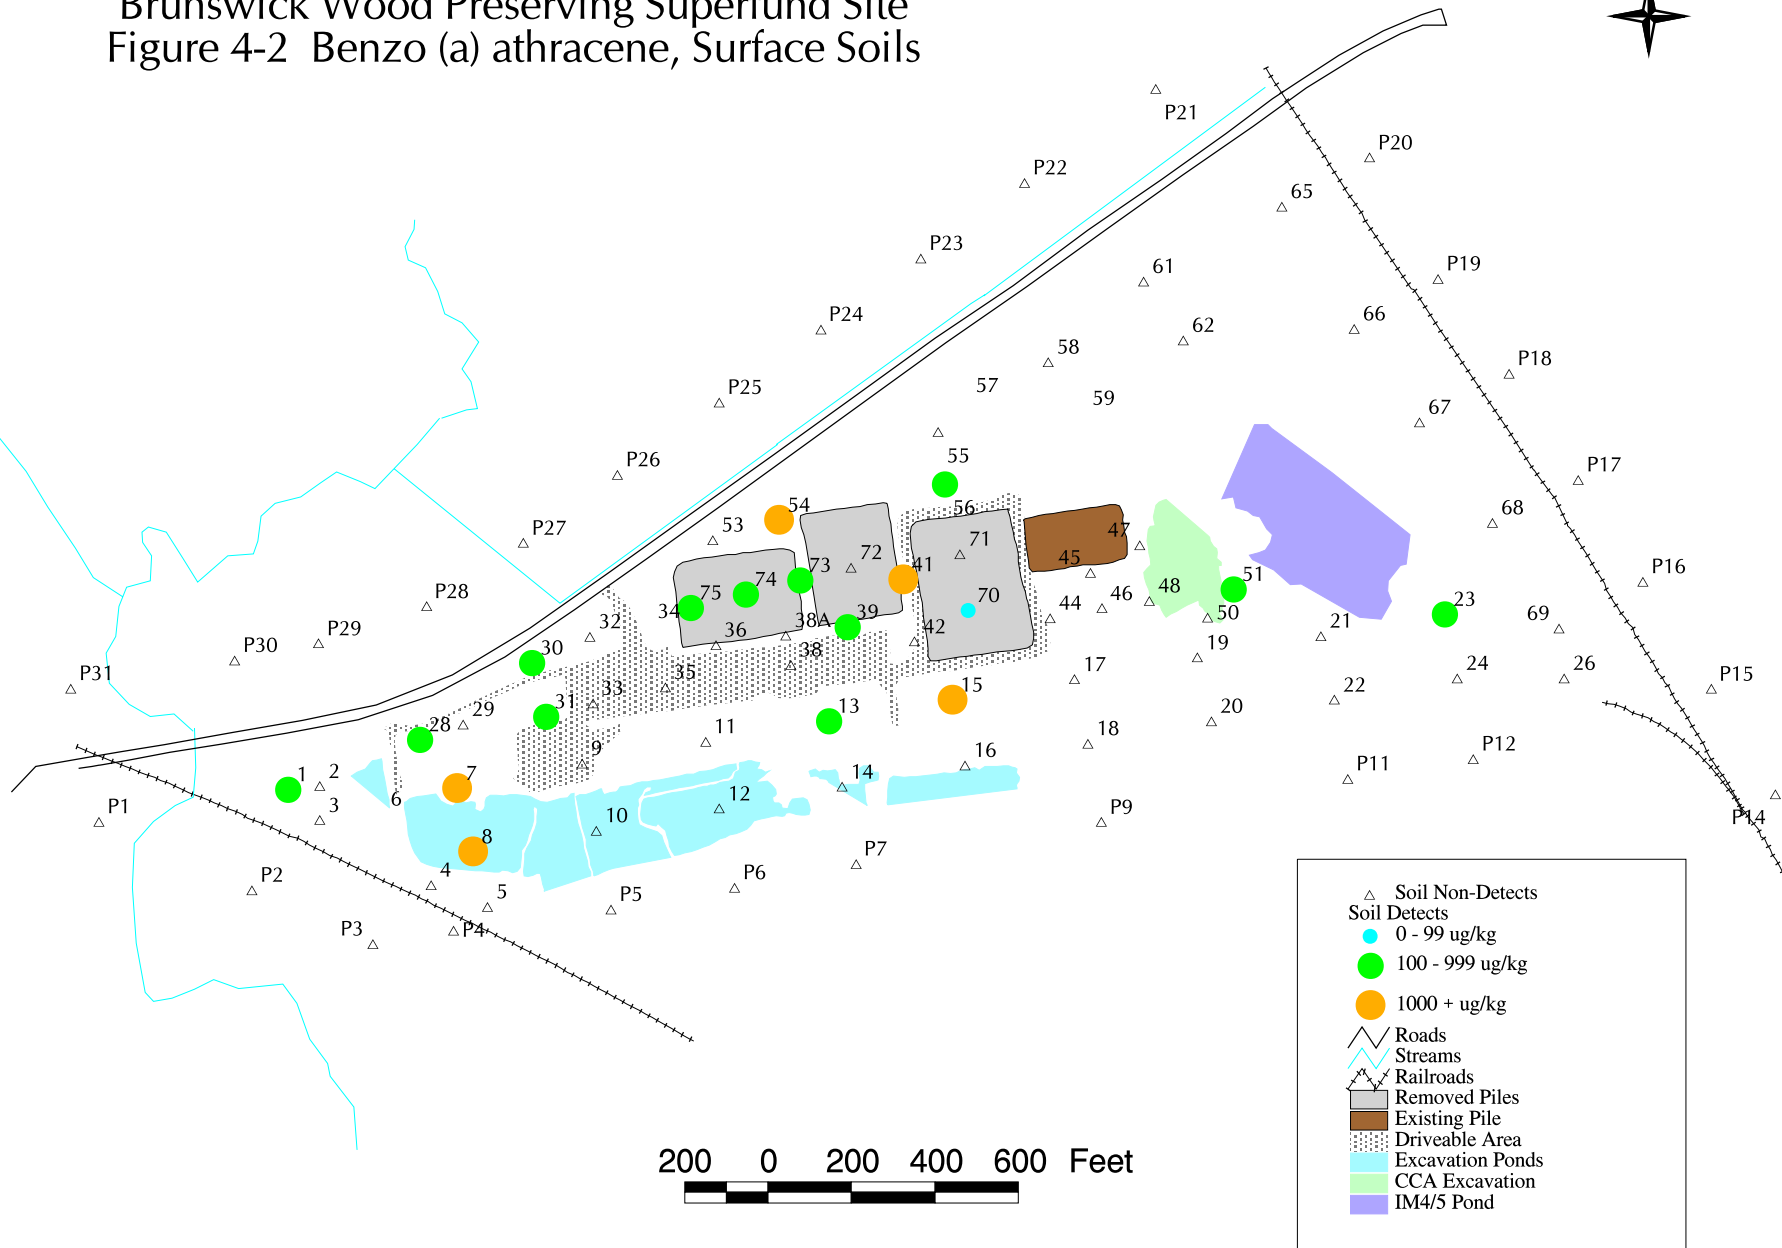 Brunswick Wood Preserving Superfund Site
Figure 4-2 Benzo (a) athracene, Surface Soils
P21
P20
P22
65
P23
61
P19
P24
66
62
58
P18
P25
57
59
67
P26
55
P17
54
56
68
53
P27
47
71
72
45
41
73
P16
74
51
75
46
48
P28
70
23
44
34
39
50
69
38A
32
21
P29
42
36
19
30
P30
38
17
24
26
P31
35
P15
22
33
15
31
13
20
29
28
18
11
P12
9
16
P11
7
14
1
2
6
12
P1
3
P9
10
P14
8
P7
4
P6
P2
5
P5
P3
P4
Soil Non-Detects
Soil Detects
0 - 99 ug/kg
100 - 999 ug/kg
1000 + ug/kg
Roads
Streams
Railroads
Removed Piles
Existing Pile
Driveable Area
Excavation Ponds
CCA Excavation
IM4/5 Pond
200 0 200 400 600 Feet